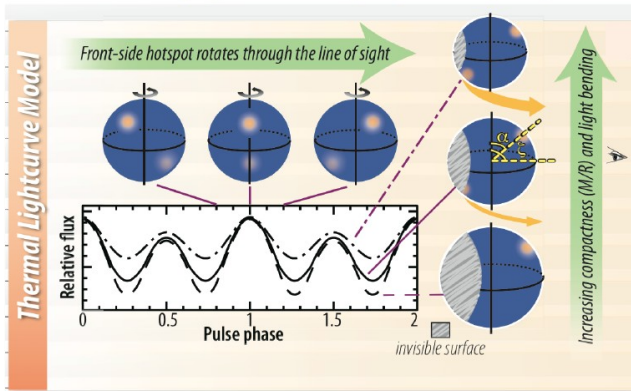 Thermal Lightcurve Model
Front-side hotspot rotates through the line of sight
α
ξ
Increasing compactness (M/R) and light bending
Relative flux
0
0.5
1
1.5
2
Pulse phase
invisible surface